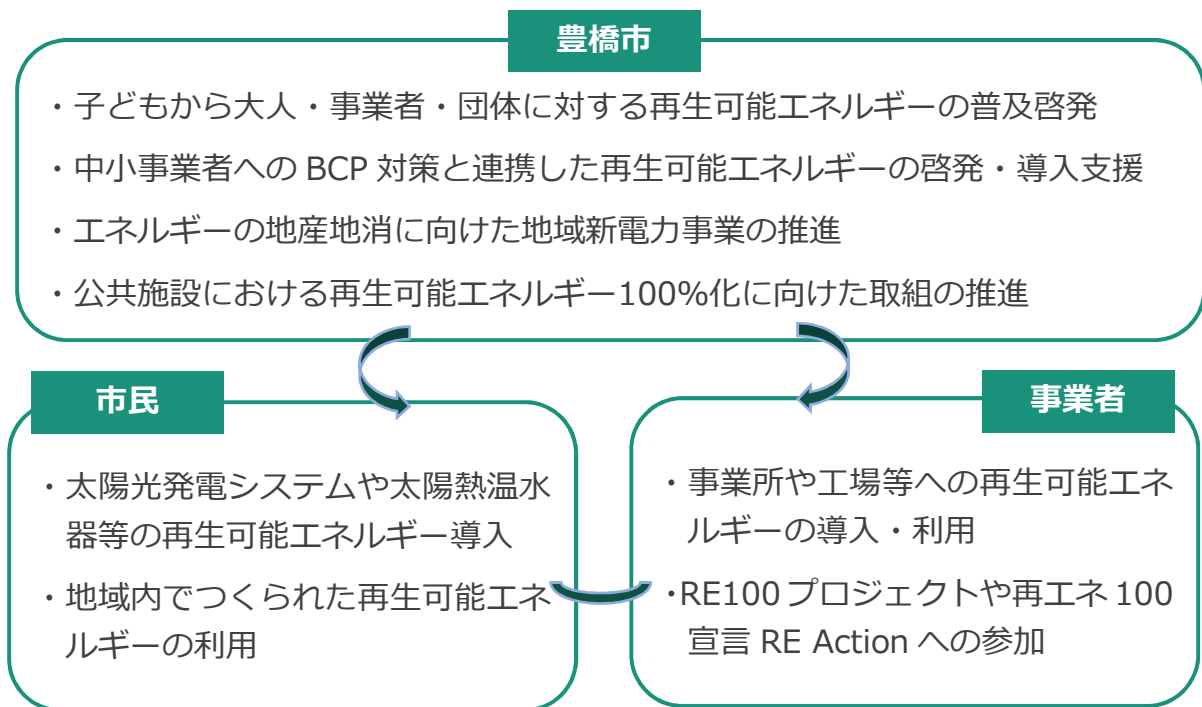 豊橋市
・子どもから大人・事業者・団体に対する再生可能エネルギーの普及啓発
・中小事業者への BCP 対策と連携した再生可能エネルギーの啓発・導入支援
・エネルギーの地産地消に向けた地域新電力事業の推進
・公共施設における再生可能エネルギー100%化に向けた取組の推進
市民
・太陽光発電システムや太陽熱温水
器等の再生可能エネルギー導入
・地域内でつくられた再生可能エネ
ルギーの利用
事業者
・事業所や工場等への再生可能エネ
ルギーの導入・利用
・RE100 プロジェクトや再エネ 100
宣言 RE Action への参加